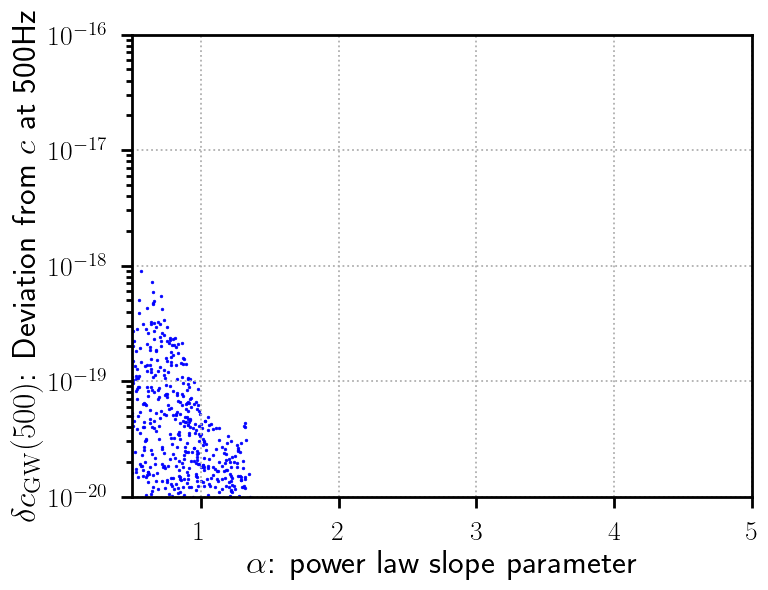 δc_GW(500): Deviation from c at 500Hz
10^−16
10^−17
10^−18
10^−19
10^−20
1 2 3 4 5
α: power law slope parameter